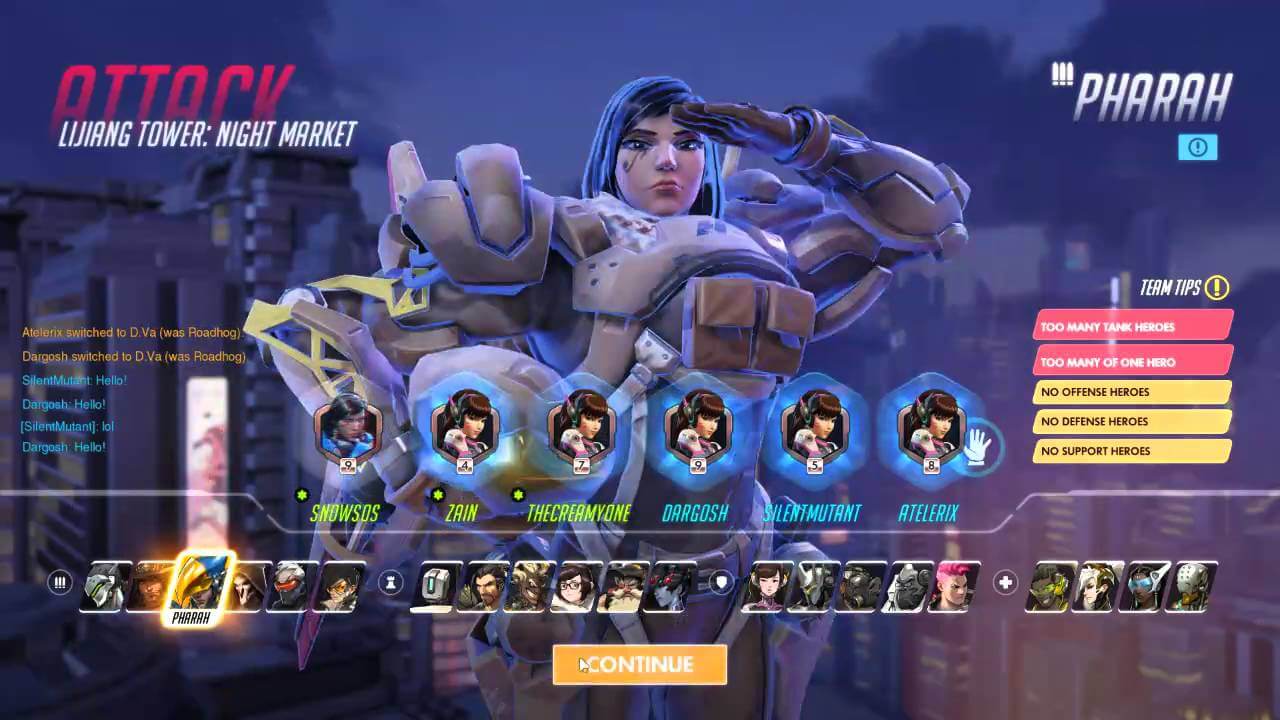 ATTACK
LIJIANG TOWER: NIGHT MARKET
PHARAH
TEAM TIPS
TOO MANY TANK HEROES
TOO MANY OF ONE HERO
NO OFFENSE HEROES
NO DEFENSE HEROES
NO SUPPORT HEROES
Atelerix switched to D.Va (was Roadhog).
Dargosh switched to D.Va (was Roadhog)
SilentMutant: Hello!
Dargosh: Hello!
[SilentMutant]: lol
Dargosh: Hello!
9 4 7 9 5 8
SNOWSOS ZAIN THECREAMYONE DARGOSH SILENTMUTANT ATELERIX
PHARAH
CONTINUE